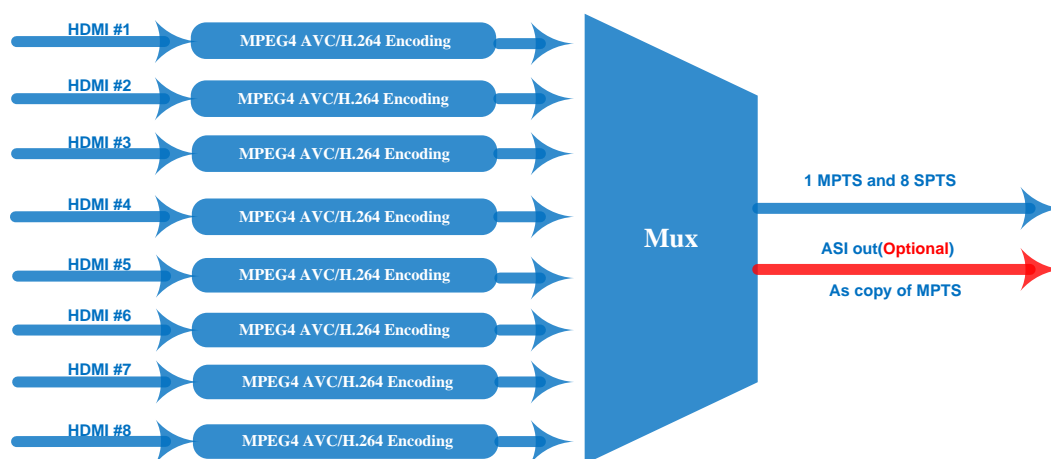 HDMI #1
MPEG4 AVC/H.264 Encoding
HDMI #2
MPEG4 AVC/H.264 Encoding
HDMI #3
MPEG4 AVC/H.264 Encoding
HDMI #4
MPEG4 AVC/H.264 Encoding
HDMI #5
MPEG4 AVC/H.264 Encoding
HDMI #6
MPEG4 AVC/H.264 Encoding
HDMI #7
MPEG4 AVC/H.264 Encoding
HDMI #8
MPEG4 AVC/H.264 Encoding
Mux
1 MPTS and 8 SPTS
ASI out(Optional)
As copy of MPTS